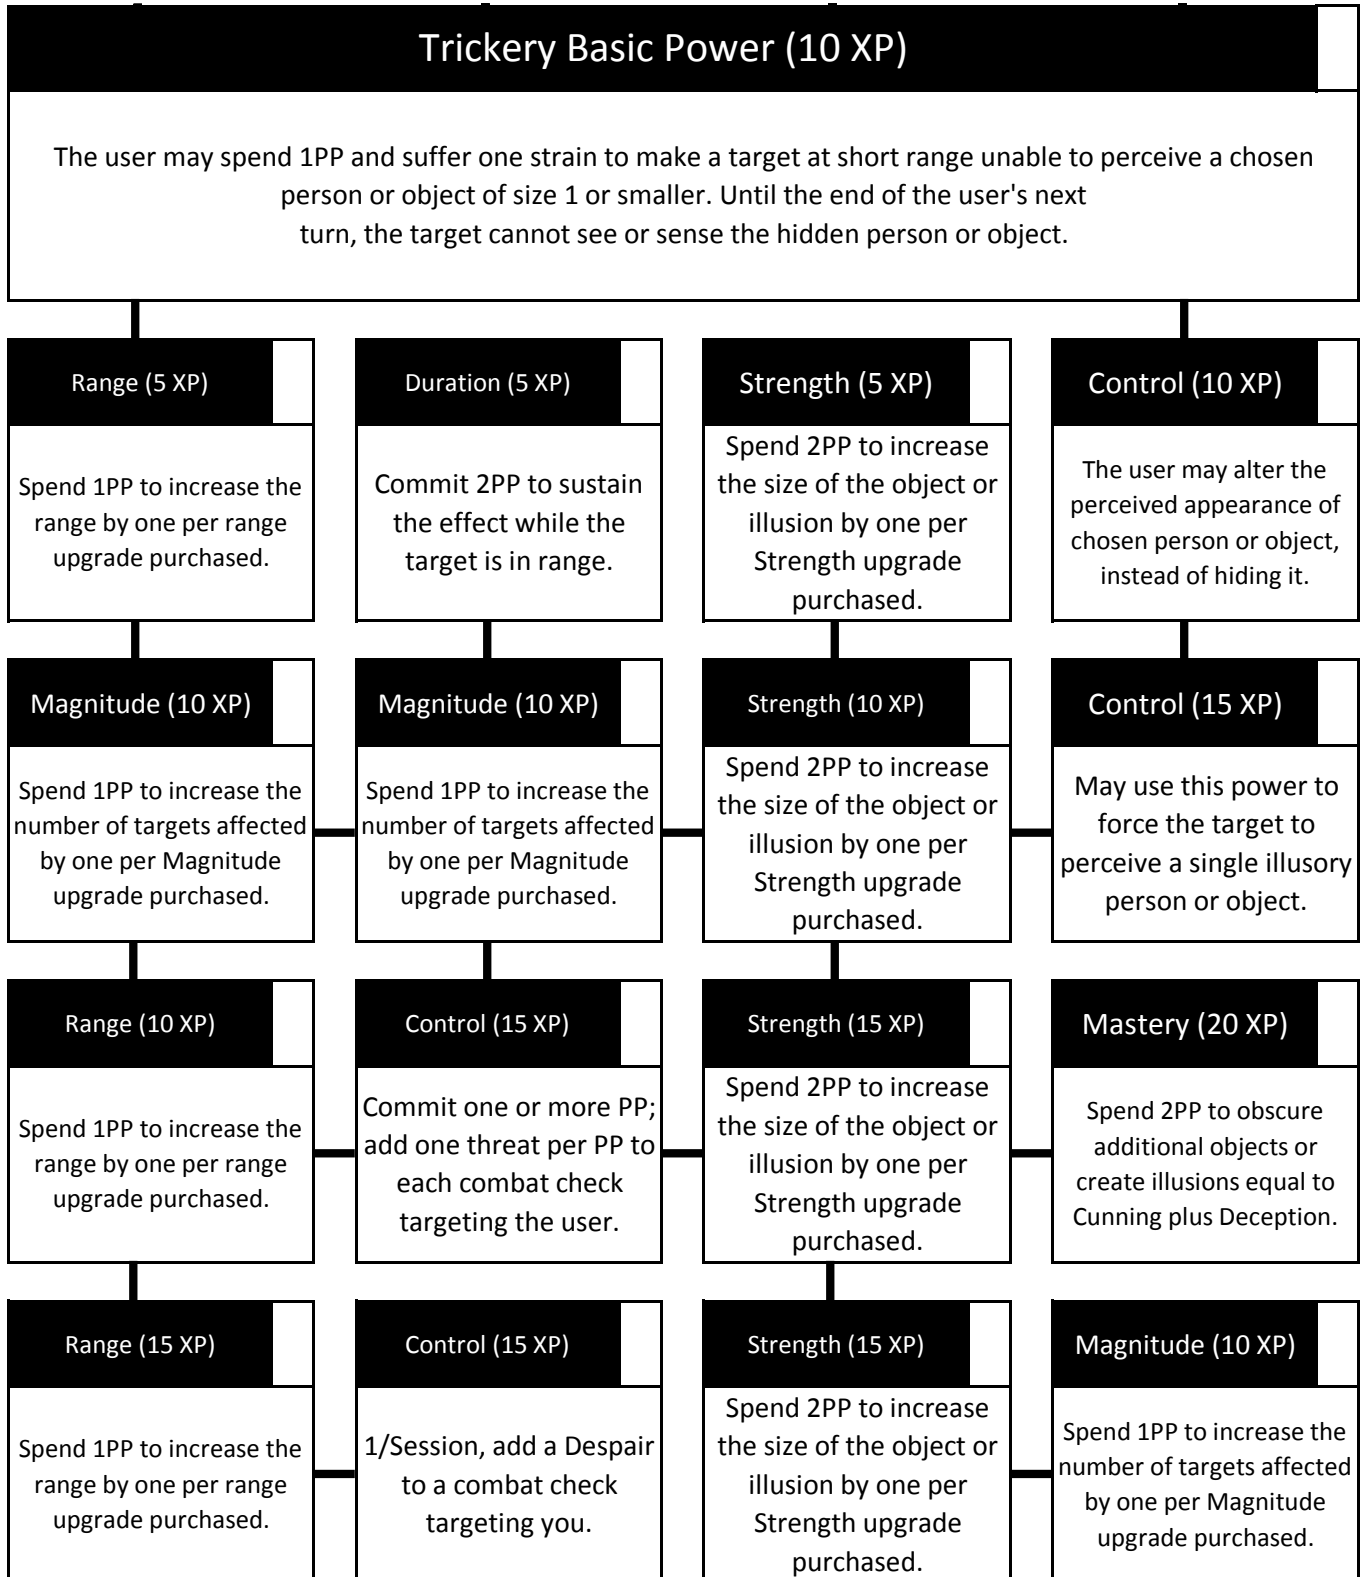 Trickery Basic Power (10 XP)
The user may spend 1PP and suffer one strain to make a target at short range unable to perceive a chosen
person or object of size 1 or smaller. Until the end of the user's next
turn, the target cannot see or sense the hidden person or object.
Range (5 XP)
Spend 1PP to increase the
range by one per range
upgrade purchased.
Duration (5 XP)
Commit 2PP to sustain
the effect while the
target is in range.
Strength (5 XP)
Spend 2PP to increase
the size of the object or
illusion by one per
Strength upgrade
purchased.
Control (10 XP)
The user may alter the
perceived appearance of
chosen person or object,
instead of hiding it.
Magnitude (10 XP)
Spend 1PP to increase the
number of targets affected
by one per Magnitude
upgrade purchased.
Magnitude (10 XP)
Spend 1PP to increase the
number of targets affected
by one per Magnitude
upgrade purchased.
Strength (10 XP)
Spend 2PP to increase
the size of the object or
illusion by one per
Strength upgrade
purchased.
Control (15 XP)
May use this power to
force the target to
perceive a single illusory
person or object.
Range (10 XP)
Spend 1PP to increase the
range by one per range
upgrade purchased.
Control (15 XP)
Commit one or more PP;
add one threat per PP to
each combat check
targeting the user.
Strength (15 XP)
Spend 2PP to increase
the size of the object or
illusion by one per
Strength upgrade
purchased.
Mastery (20 XP)
Spend 2PP to obscure
additional objects or
create illusions equal to
Cunning plus Deception.
Range (15 XP)
Spend 1PP to increase the
range by one per range
upgrade purchased.
Control (15 XP)
1/Session, add a Despair
to a combat check
targeting you.
Strength (15 XP)
Spend 2PP to increase
the size of the object or
illusion by one per
Strength upgrade
purchased.
Magnitude (10 XP)
Spend 1PP to increase the
number of targets affected
by one per Magnitude
upgrade purchased.